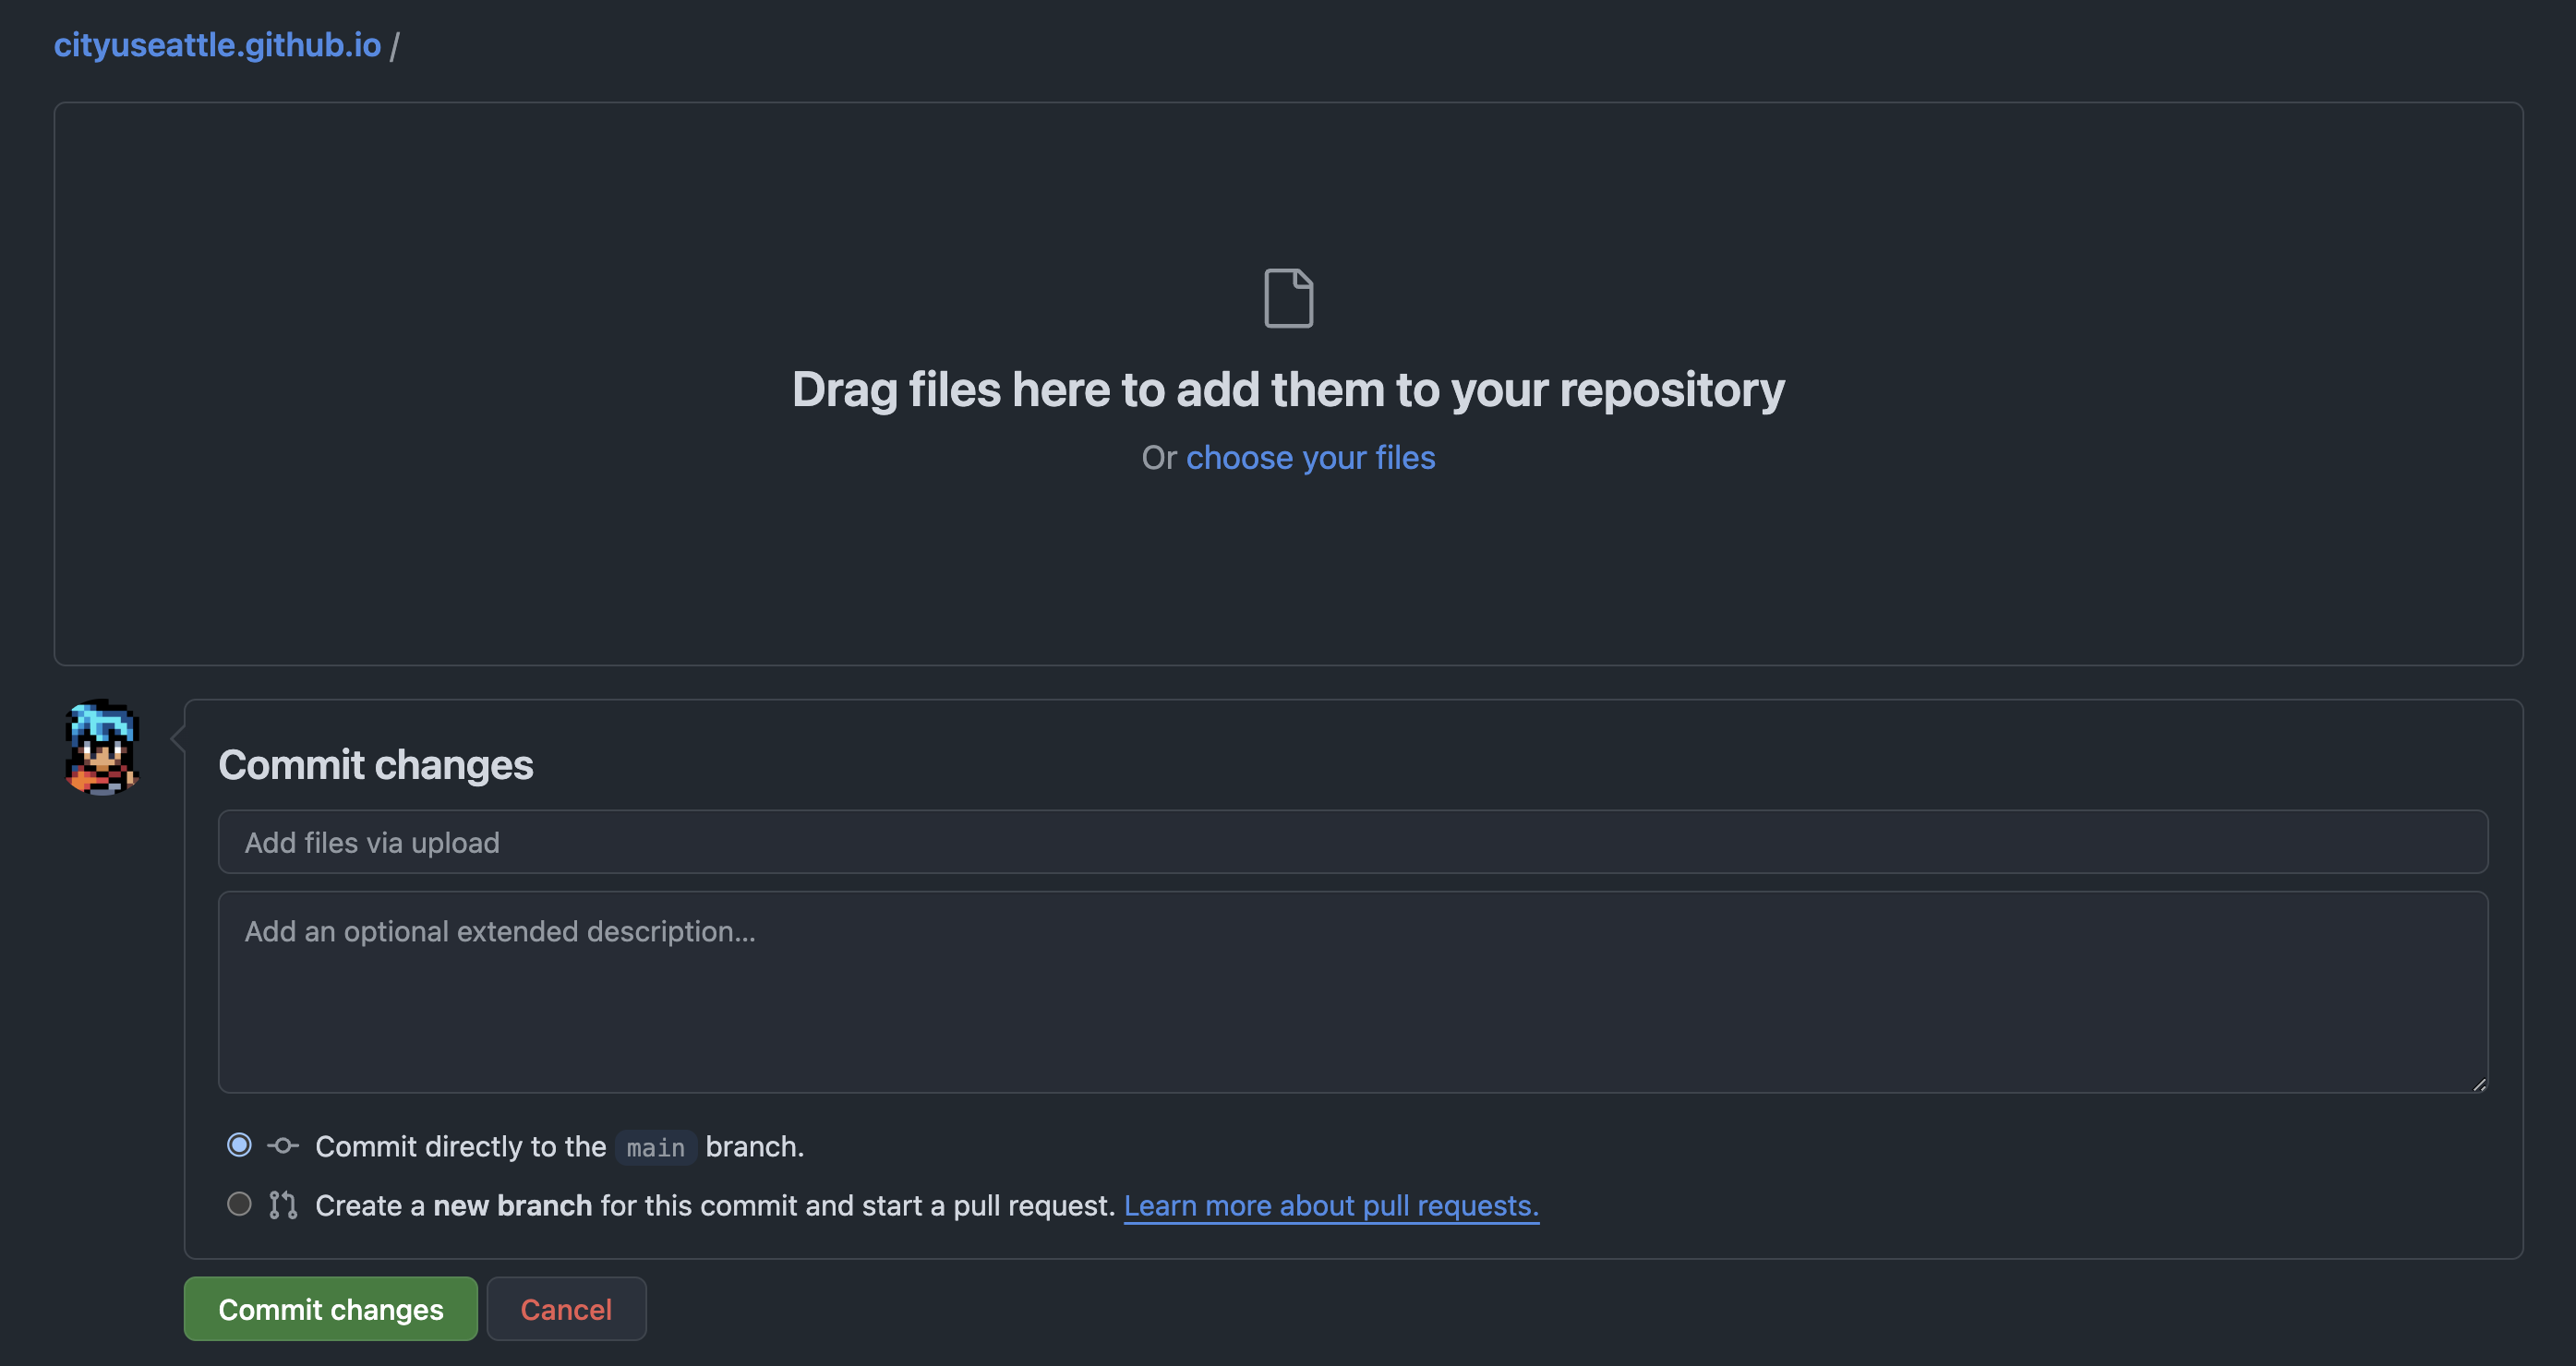 cityuseattle.github.io /
Drag files here to add them to your repository
Or choose your files
Commit changes
Add files via upload
Add an optional extended description...
Commit directly to the main branch.
Create a new branch for this commit and start a pull request. Learn more about pull requests.
Commit changes Cancel